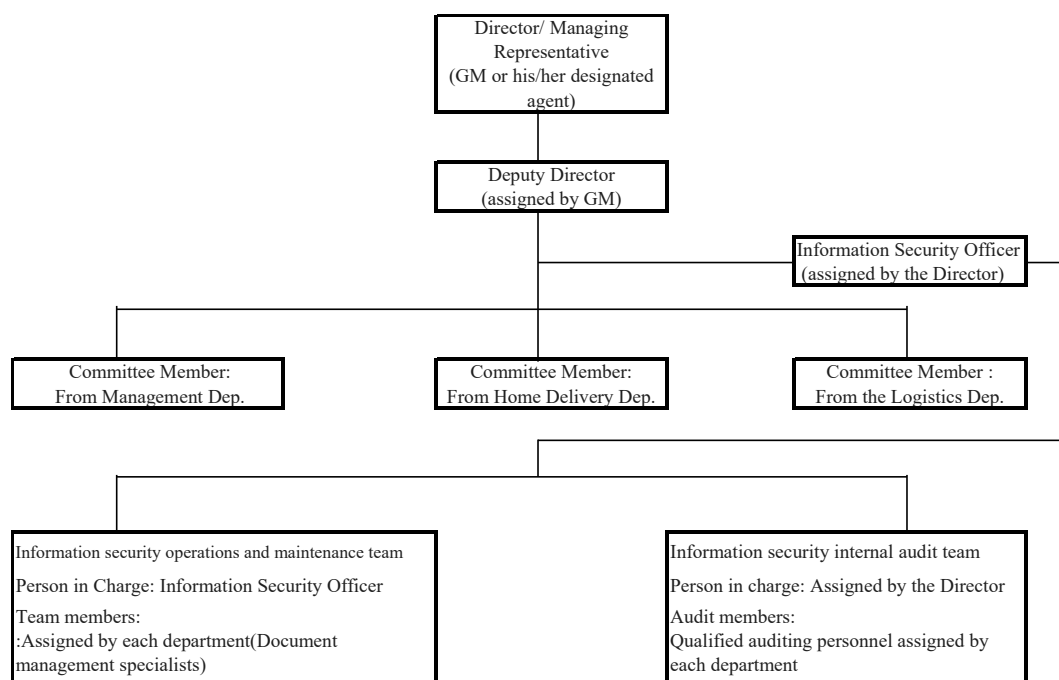 Director/ Managing
Representative
(GM or his/her designated
agent)
Deputy Director
(assigned by GM)
Information Security Officer
(assigned by the Director)
Committee Member:
From Management Dep.
Committee Member:
From Home Delivery Dep.
Committee Member :
From the Logistics Dep.
Information security operations and maintenance team
Person in Charge: Information Security Officer
Team members:
:Assigned by each department(Document
management specialists)
Information security internal audit team
Person in charge: Assigned by the Director
Audit members:
Qualified auditing personnel assigned by
each department